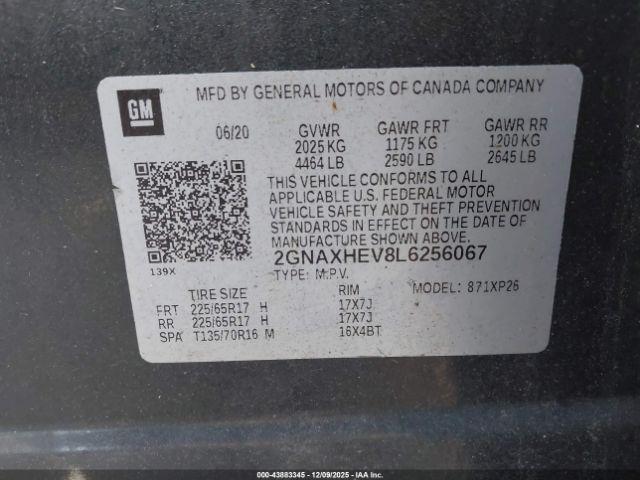 GM
MFD BY GENERAL MOTORS OF CANADA COMPANY
06/20 GVWR GAWR FRT GAWR RR
2025 KG 1175 KG 1200 KG
4464 LB 2590 LB 2645 LB
THIS VEHICLE CONFORMS TO ALL
APPLICABLE U.S. FEDERAL MOTOR
VEHICLE SAFETY AND THEFT PREVENTION
STANDARDS IN EFFECT ON THE DATE OF
MANUFACTURE SHOWN ABOVE.
139X
2GNAXHEV8L6256067
TYPE: M.P.V.
MODEL: 871XP26
TIRE SIZE RIM
FRT 225/65R17 H 17X7J
RR 225/65R17 H 17X7J
SPA T135/70R16 M 16X4BT
00-43883345 - 12/09/2025 - IAA Inc.